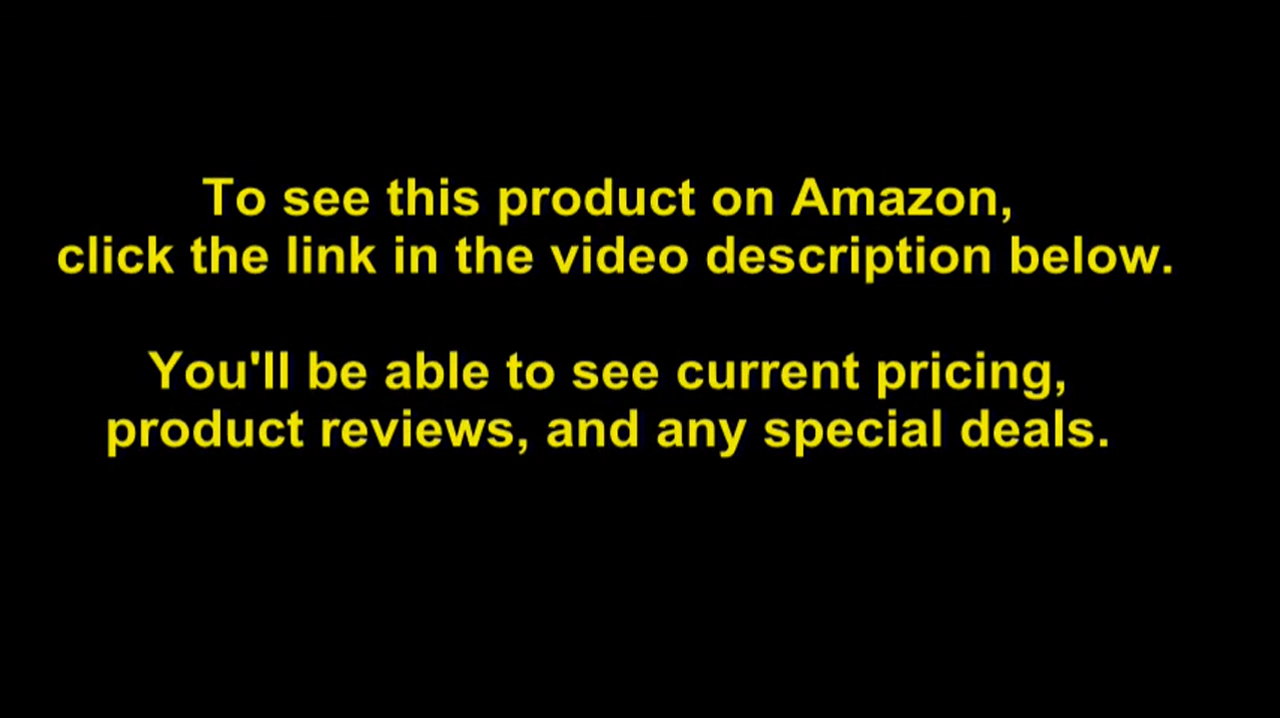 To see this product on Amazon,
click the link in the video description below.
You'll be able to see current pricing,
product reviews, and any special deals.